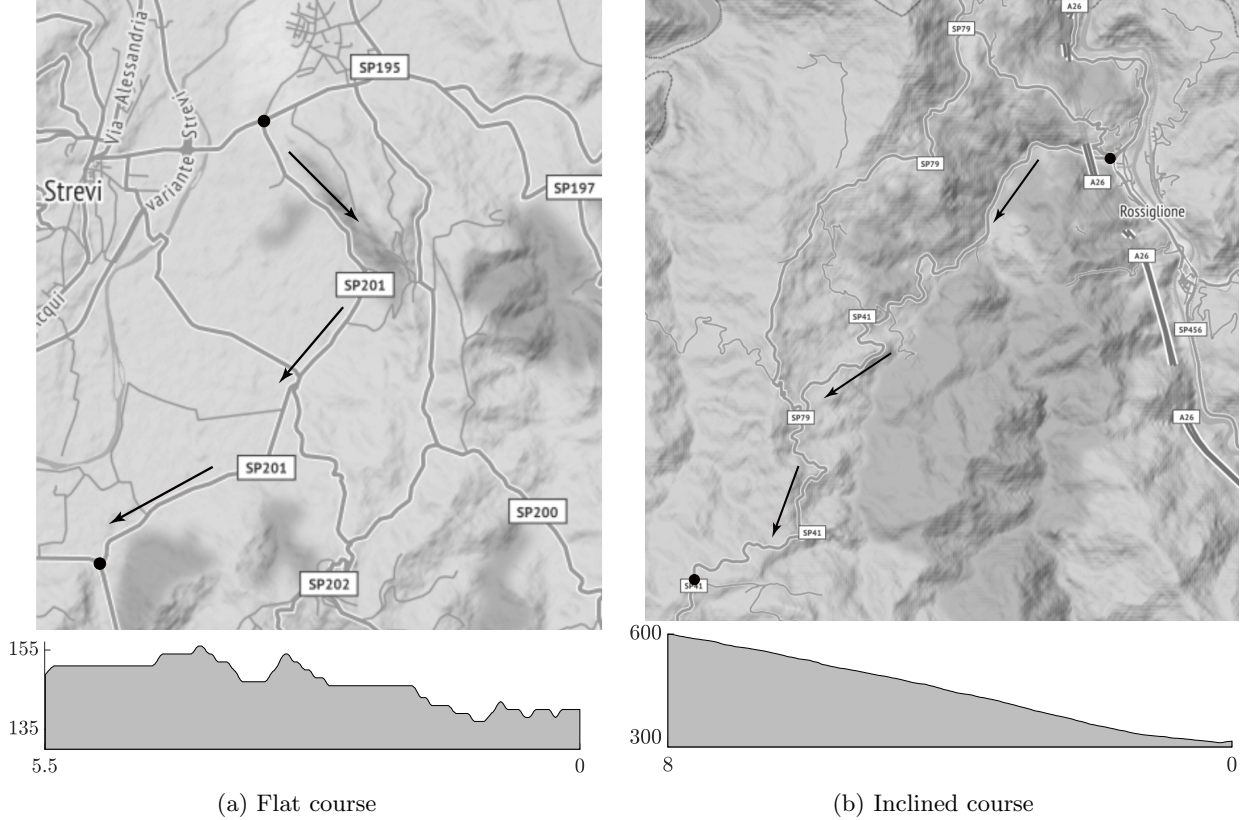 SP195
Via Alessandria
variante Strevi
Strevi
SP197
SP201
SP201
SP200
SP202
155
135
5.5
0
(a) Flat course
A26
SP79
SP79
A26
Rossiglione
A26
SP41
SP456
SP79
A26
SP41
SP41
600
300
8
0
(b) Inclined course